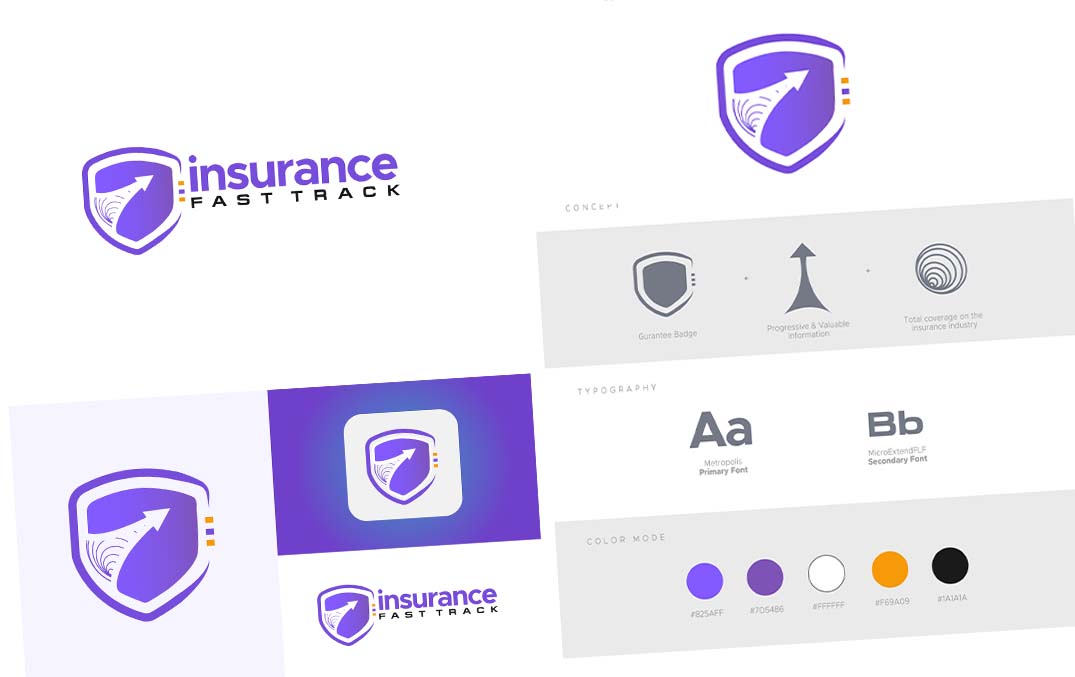 insurance
FAST TRACK
CONCEPT
Gurantee Badge
+
Progressive & Valuable
information
+
Total coverage on the
insurance industry
TYPOGRAPHY
Aa
Metropolis
Primary Font
Bb
MicroExtendFLF
Secondary Font
COLOR MODE
#825AFF
#7D54B6
#FFFFFF
#F69A09
#1A1A1A
insurance
FAST TRACK